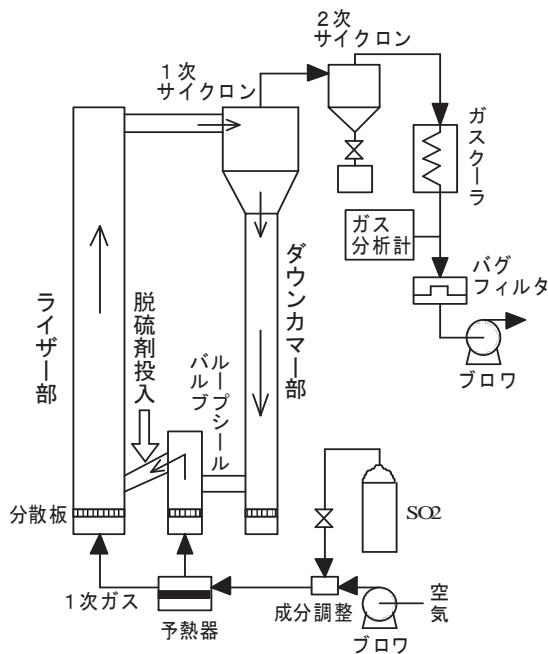 2次
サイクロン
1次
サイクロン
ガスクーラ
ガス
分析計
バグ
フィルタ
ブロワ
ライザー部
脱硫剤投入
ループシール
バルブ
ダウンカマー部
分散板
SO2
1次ガス
予熱器
成分調整
空気
ブロワ